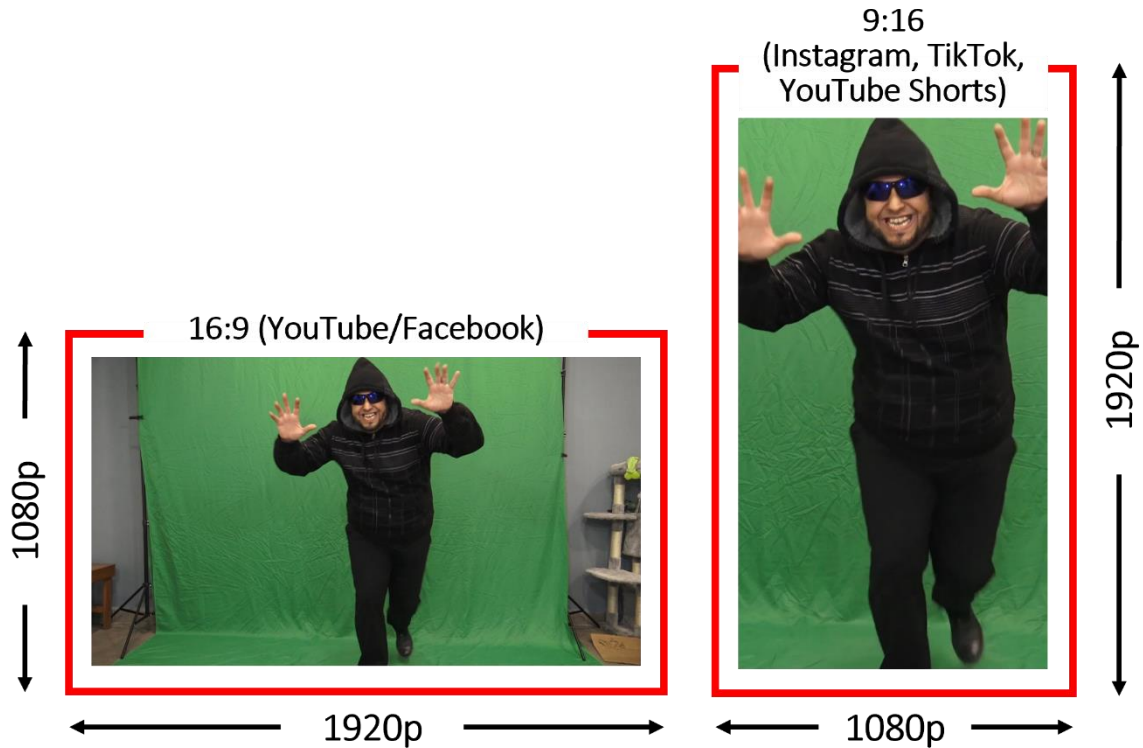 16:9 (YouTube/Facebook)
1080p
1920p
9:16
(Instagram, TikTok,
YouTube Shorts)
1920p
1080p